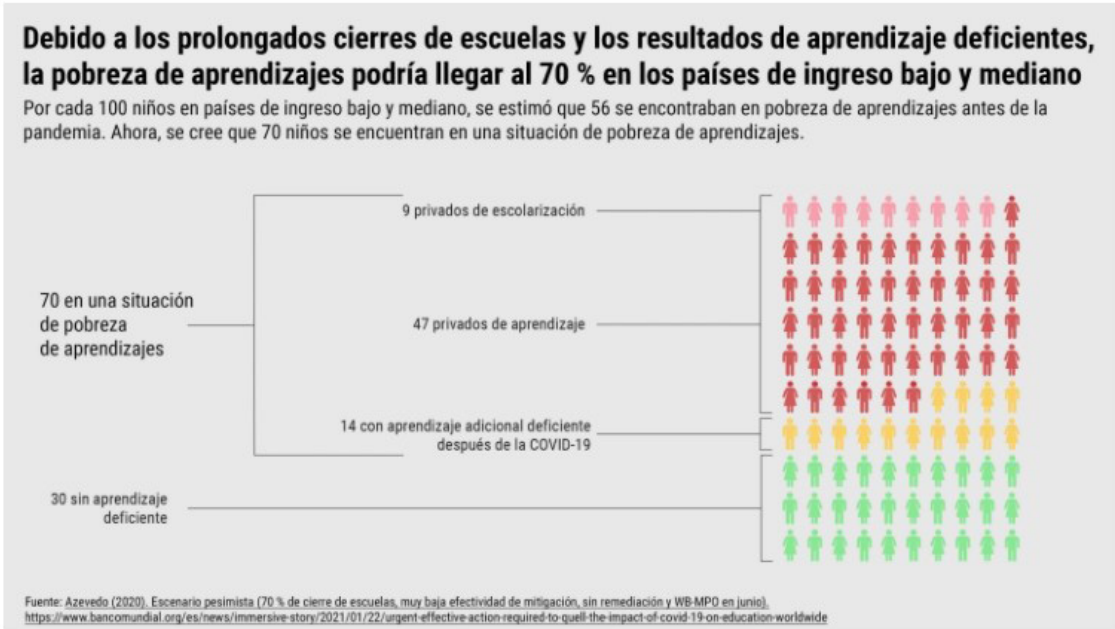 Debido a los prolongados cierres de escuelas y los resultados de aprendizaje deficientes,
la pobreza de aprendizajes podría llegar al 70 % en los países de ingreso bajo y mediano
Por cada 100 niños en países de ingreso bajo y mediano, se estimó que 56 se encontraban en pobreza de aprendizajes antes de la
pandemia. Ahora, se cree que 70 niños se encuentran en una situación de pobreza de aprendizajes.
9 privados de escolarización
70 en una situación
de pobreza
de aprendizajes
47 privados de aprendizaje
14 con aprendizaje adicional deficiente
después de la COVID-19
30 sin aprendizaje
deficiente
Fuente: Azevedo (2020). Escenario pesimista (70 % de cierre de escuelas, muy baja efectividad de mitigación, sin remediación y WB-MPO en junio).
https://www.bancomundial.org/es/news/immersive-story/2021/01/22/urgent-effective-action-required-to-quell-the-impact-of-covid-19-on-education-worldwide